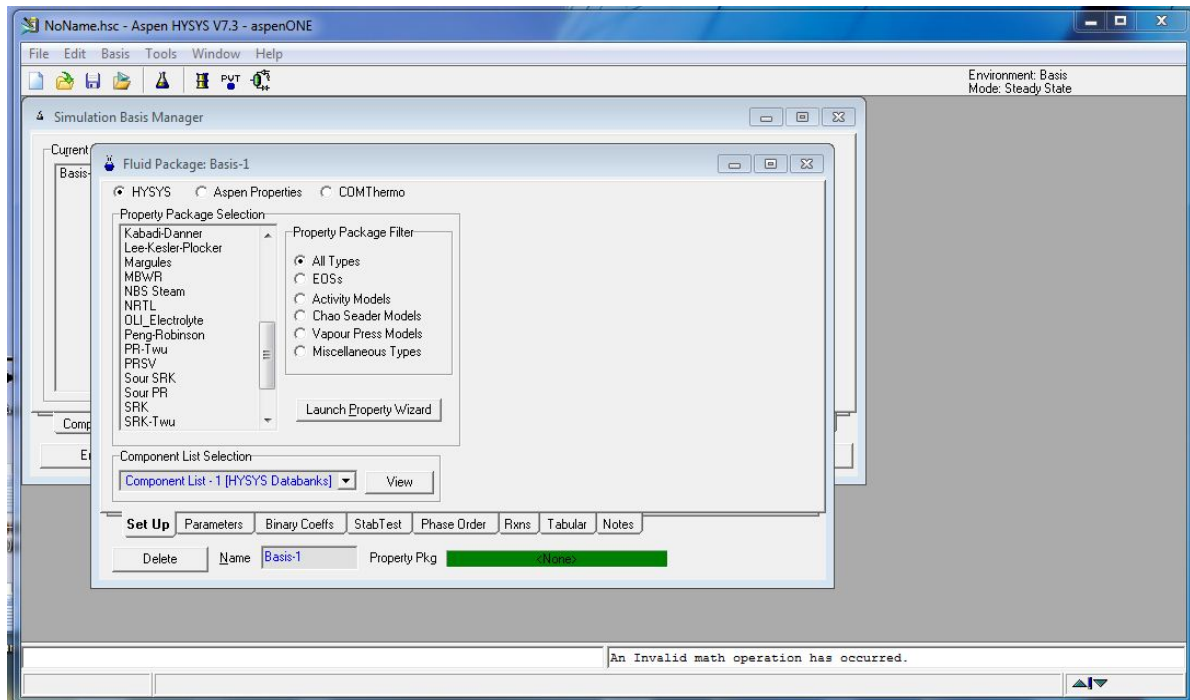 NoName.hsc - Aspen HYSYS V7.3 - aspenONE
File Edit Basis Tools Window Help
PVT
Environment: Basis
Mode: Steady State
Simulation Basis Manager
Current
Basis-
Fluid Package: Basis-1
HYSYS Aspen Properties COMThermo
Property Package Selection
Kabadi-Danner
Lee-Kesler-Plocker
Margules
MBWR
NBS Steam
NRTL
OLI_Electrolyte
Peng-Robinson
PR-Twu
PRSV
Sour SRK
Sour PR
SRK
SRK-Twu
Property Package Filter
All Types
EOSs
Activity Models
Chao Seader Models
Vapour Press Models
Miscellaneous Types
Launch Property Wizard
Comp
Component List Selection
Component List - 1 [HYSYS Databanks] View
Set Up Parameters Binary Coeffs StabTest Phase Order Rxns Tabular Notes
Delete Name Basis-1 Property Pkg <None>
An Invalid math operation has occurred.